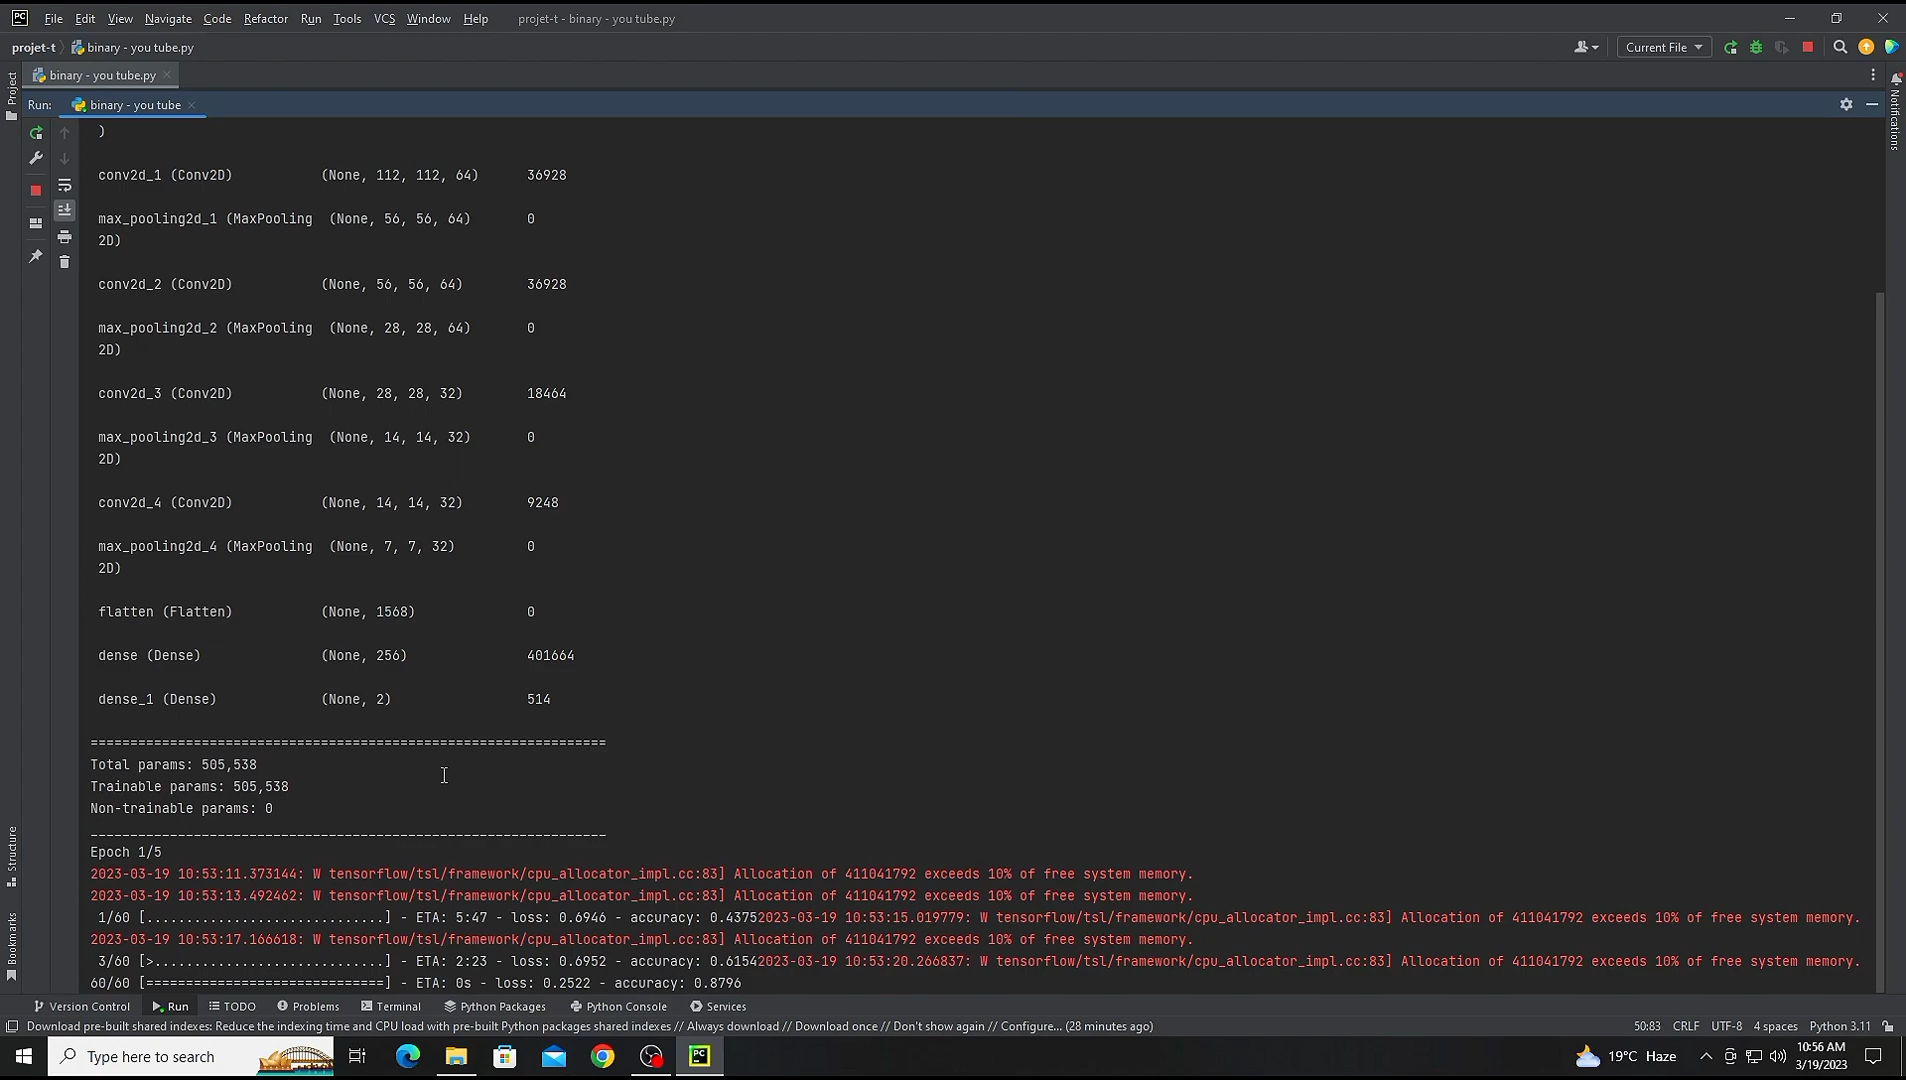 PC File Edit View Navigate Code Refactor Run Tools VCS Window Help projet-t - binary - you tube.py
projet-t binary - you tube.py Current File
binary - you tube.py
Run: binary - you tube
)
conv2d_1 (Conv2D) (None, 112, 112, 64) 36928
max_pooling2d_1 (MaxPooling (None, 56, 56, 64) 0
2D)
conv2d_2 (Conv2D) (None, 56, 56, 64) 36928
max_pooling2d_2 (MaxPooling (None, 28, 28, 64) 0
2D)
conv2d_3 (Conv2D) (None, 28, 28, 32) 18464
max_pooling2d_3 (MaxPooling (None, 14, 14, 32) 0
2D)
conv2d_4 (Conv2D) (None, 14, 14, 32) 9248
max_pooling2d_4 (MaxPooling (None, 7, 7, 32) 0
2D)
flatten (Flatten) (None, 1568) 0
dense (Dense) (None, 256) 401664
dense_1 (Dense) (None, 2) 514
=================================================================
Total params: 505,538
Trainable params: 505,538
Non-trainable params: 0
_________________________________________________________________
Epoch 1/5
2023-03-19 10:53:11.373144: W tensorflow/tsl/framework/cpu_allocator_impl.cc:83] Allocation of 411041792 exceeds 10% of free system memory.
2023-03-19 10:53:13.492462: W tensorflow/tsl/framework/cpu_allocator_impl.cc:83] Allocation of 411041792 exceeds 10% of free system memory.
1/60 [..............................] - ETA: 5:47 - loss: 0.6946 - accuracy: 0.43752023-03-19 10:53:15.019779: W tensorflow/tsl/framework/cpu_allocator_impl.cc:83] Allocation of 411041792 exceeds 10% of free system memory.
2023-03-19 10:53:17.166618: W tensorflow/tsl/framework/cpu_allocator_impl.cc:83] Allocation of 411041792 exceeds 10% of free system memory.
3/60 [>.............................] - ETA: 2:23 - loss: 0.6952 - accuracy: 0.61542023-03-19 10:53:20.266837: W tensorflow/tsl/framework/cpu_allocator_impl.cc:83] Allocation of 411041792 exceeds 10% of free system memory.
60/60 [==============================] - ETA: 0s - loss: 0.2522 - accuracy: 0.8796
Project
Structure
Bookmarks
Notifications
Version Control Run TODO Problems Terminal Python Packages Python Console Services
Download pre-built shared indexes: Reduce the indexing time and CPU load with pre-built Python packages shared indexes // Always download // Download once // Don't show again // Configure... (28 minutes ago) 50:83 CRLF UTF-8 4 spaces Python 3.11
Type here to search PC 19°C Haze 10:56 AM
3/19/2023